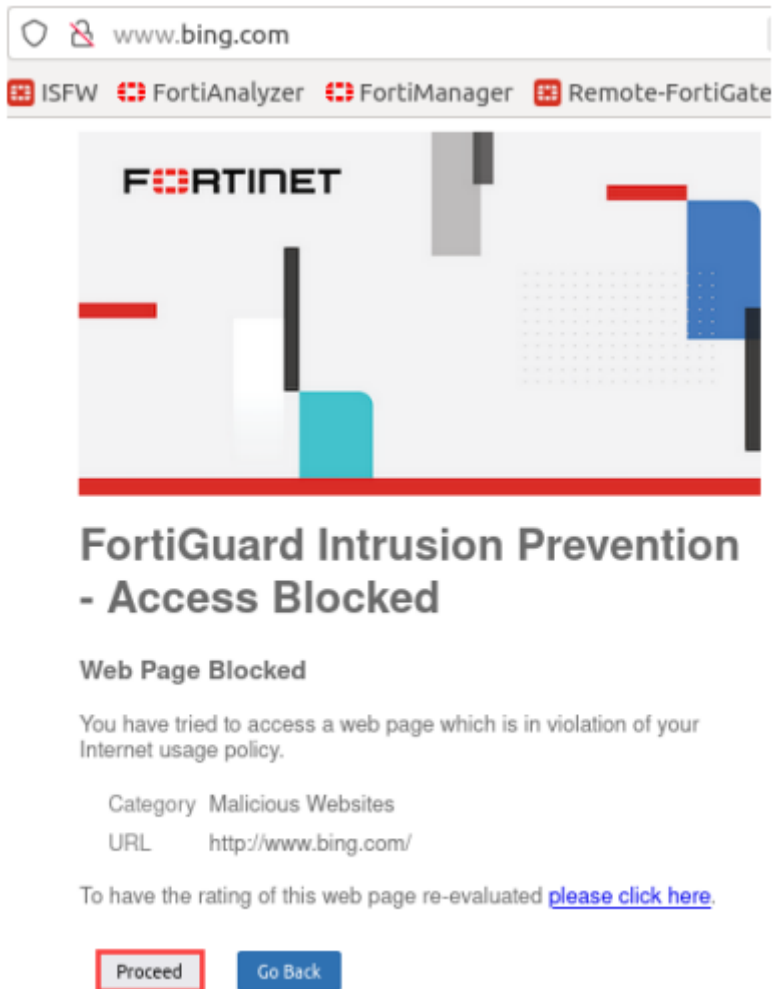 www.bing.com
ISFW FortiAnalyzer FortiManager Remote-FortiGate
FORTINET
FortiGuard Intrusion Prevention
- Access Blocked
Web Page Blocked
You have tried to access a web page which is in violation of your
Internet usage policy.
Category Malicious Websites
URL http://www.bing.com/
To have the rating of this web page re-evaluated please click here.
Proceed Go Back